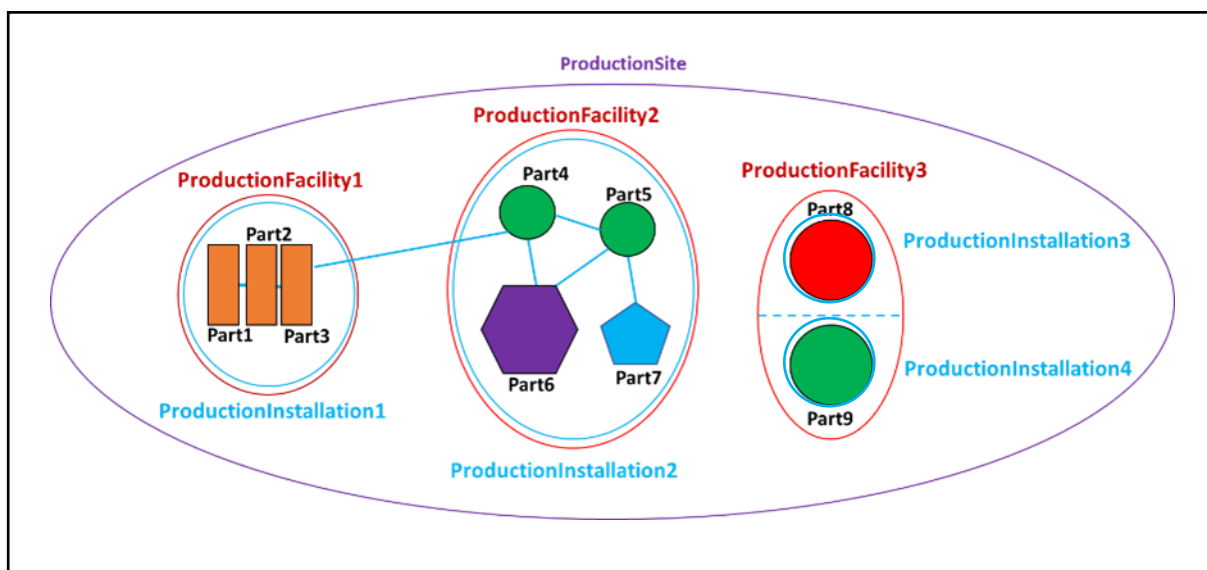 ProductionSite
ProductionFacility1
Part2
Part1
Part3
ProductionInstallation1
ProductionFacility2
Part4
Part5
Part6
Part7
ProductionInstallation2
ProductionFacility3
Part8
ProductionInstallation3
ProductionInstallation4
Part9